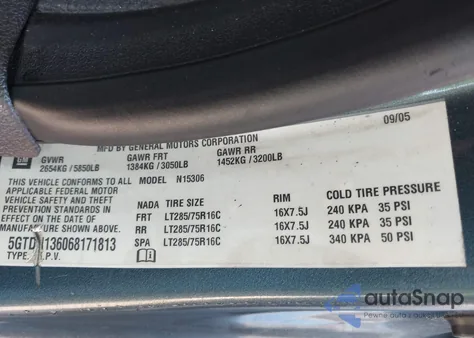 MFD BY GENERAL MOTORS CORPORATION 09/05
GM GVWR GAWR FRT GAWR RR
2654KG / 5850LB 1384KG / 3050LB 1452KG / 3200LB
THIS VEHICLE CONFORMS TO ALL MODEL N15306
APPLICABLE FEDERAL MOTOR
VEHICLE SAFETY AND THEFT
PREVENTION STANDARDS IN
EFFECT ON THE DATE OF
MANUFACTURE SHOWN ABOVE.
NADA TIRE SIZE RIM COLD TIRE PRESSURE
FRT LT285/75R16C 16X7.5J 240 KPA 35 PSI
RR LT285/75R16C 16X7.5J 240 KPA 35 PSI
SPA LT285/75R16C 16X7.5J 340 KPA 50 PSI
5GTDN136068171813
TYPE: M.P.V.
autoSnap